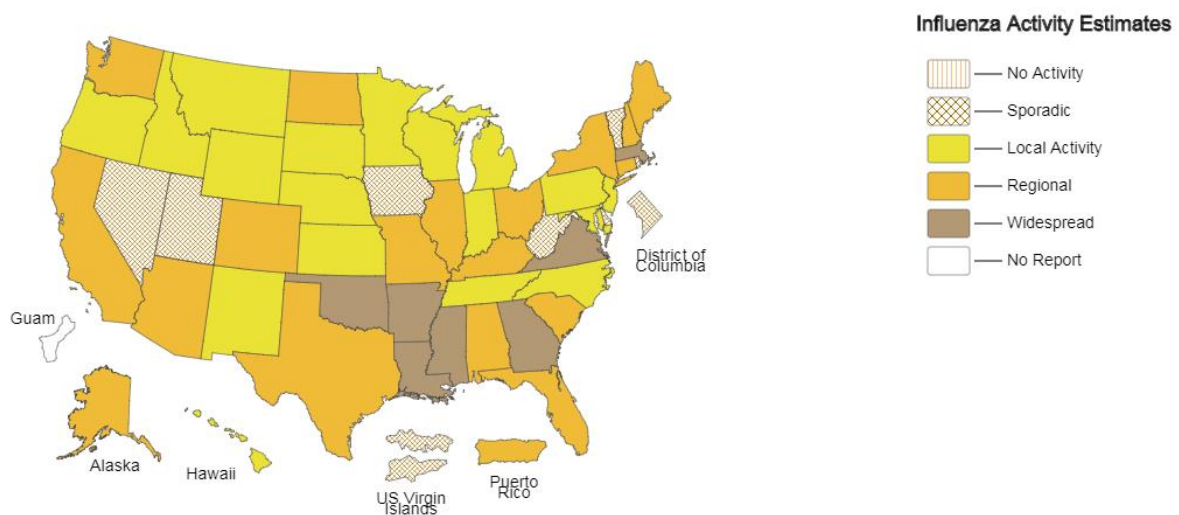 Influenza Activity Estimates
No Activity
Sporadic
Local Activity
Regional
Widespread
No Report
District of
Columbia
Guam
Alaska
Hawaii
US Virgin
Islands
Puerto
Rico